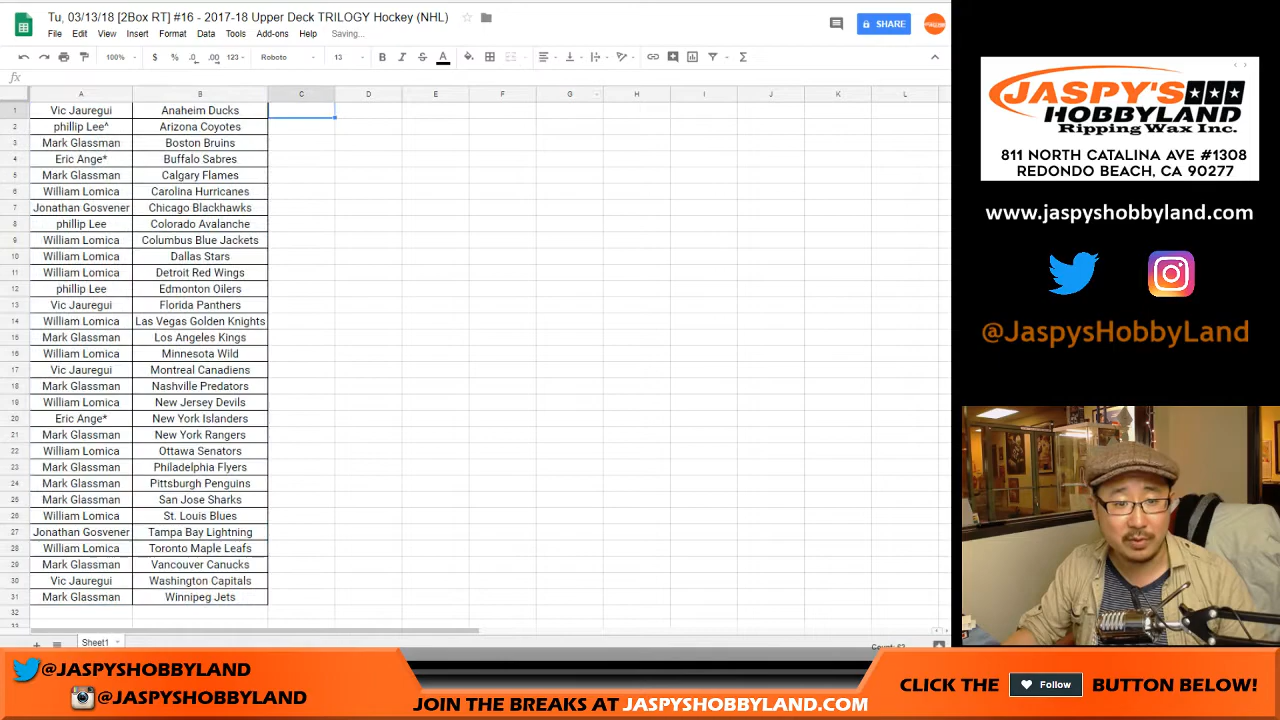 Tu, 03/13/18 [2Box RT] #16 - 2017-18 Upper Deck TRILOGY Hockey (NHL)
File Edit View Insert Format Data Tools Add-ons Help Saving...
SHARE
100% $ % .0 .00 123 Roboto 13 B I S A
fx
A B C D E F G H I J K L
1 Vic Jauregui Anaheim Ducks
2 phillip Lee^ Arizona Coyotes
3 Mark Glassman Boston Bruins
4 Eric Ange* Buffalo Sabres
5 Mark Glassman Calgary Flames
6 William Lomica Carolina Hurricanes
7 Jonathan Gosvener Chicago Blackhawks
8 phillip Lee Colorado Avalanche
9 William Lomica Columbus Blue Jackets
10 William Lomica Dallas Stars
11 William Lomica Detroit Red Wings
12 phillip Lee Edmonton Oilers
13 Vic Jauregui Florida Panthers
14 William Lomica Las Vegas Golden Knights
15 Mark Glassman Los Angeles Kings
16 William Lomica Minnesota Wild
17 Vic Jauregui Montreal Canadiens
18 Mark Glassman Nashville Predators
19 William Lomica New Jersey Devils
20 Eric Ange* New York Islanders
21 Mark Glassman New York Rangers
22 William Lomica Ottawa Senators
23 Mark Glassman Philadelphia Flyers
24 Mark Glassman Pittsburgh Penguins
25 Mark Glassman San Jose Sharks
26 William Lomica St. Louis Blues
27 Jonathan Gosvener Tampa Bay Lightning
28 William Lomica Toronto Maple Leafs
29 Mark Glassman Vancouver Canucks
30 Vic Jauregui Washington Capitals
31 Mark Glassman Winnipeg Jets
32
Sheet1
JASPY'S
HOBBYLAND
Ripping Wax Inc.
811 NORTH CATALINA AVE #1308
REDONDO BEACH, CA 90277
www.jaspyshobbyland.com
@JaspysHobbyLand
@JASPYSHOBBYLAND
@JASPYSHOBBYLAND
JOIN THE BREAKS AT JASPYSHOBBYLAND.COM
CLICK THE Follow BUTTON BELOW!